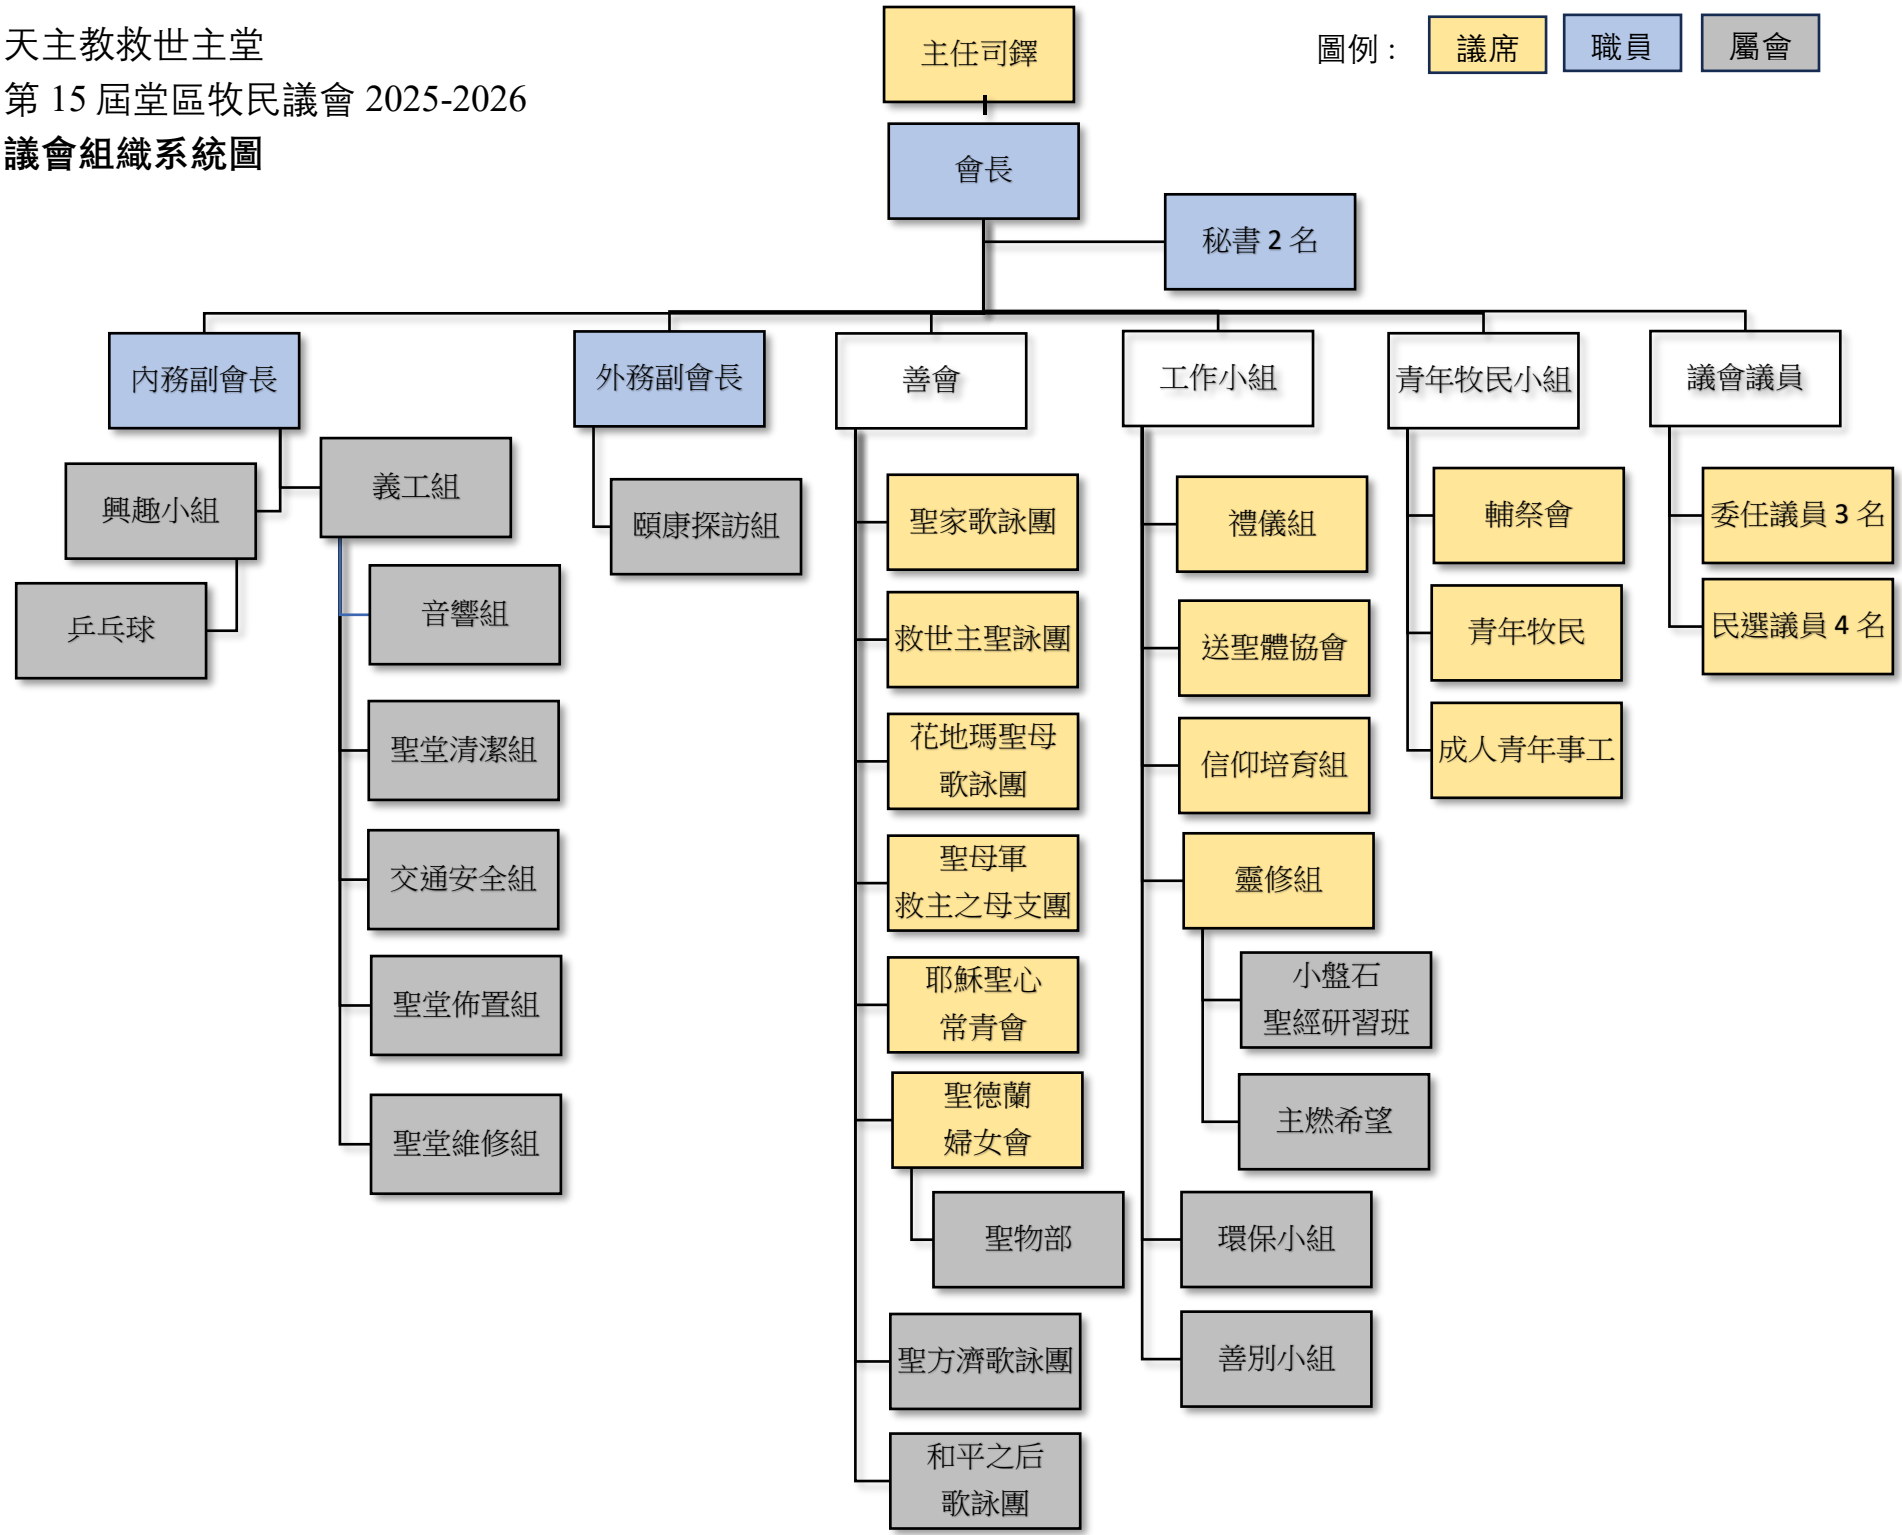 天主教救世主堂
第 15 屆堂區牧民議會 2025-2026
議會組織系統圖
圖例：
議席
職員
屬會
主任司鐸
會長
秘書 2 名
內務副會長
外務副會長
善會
工作小組
青年牧民小組
議會議員
興趣小組
乒乓球
義工組
音響組
聖堂清潔組
交通安全組
聖堂佈置組
聖堂維修組
頤康探訪組
聖家歌詠團
救世主聖詠團
花地瑪聖母
歌詠團
聖母軍
救主之母支團
耶穌聖心
常青會
聖德蘭
婦女會
聖物部
聖方濟歌詠團
和平之后
歌詠團
禮儀組
送聖體協會
信仰培育組
靈修組
小盤石
聖經研習班
主燃希望
環保小組
善別小組
輔祭會
青年牧民
成人青年事工
委任議員 3 名
民選議員 4 名